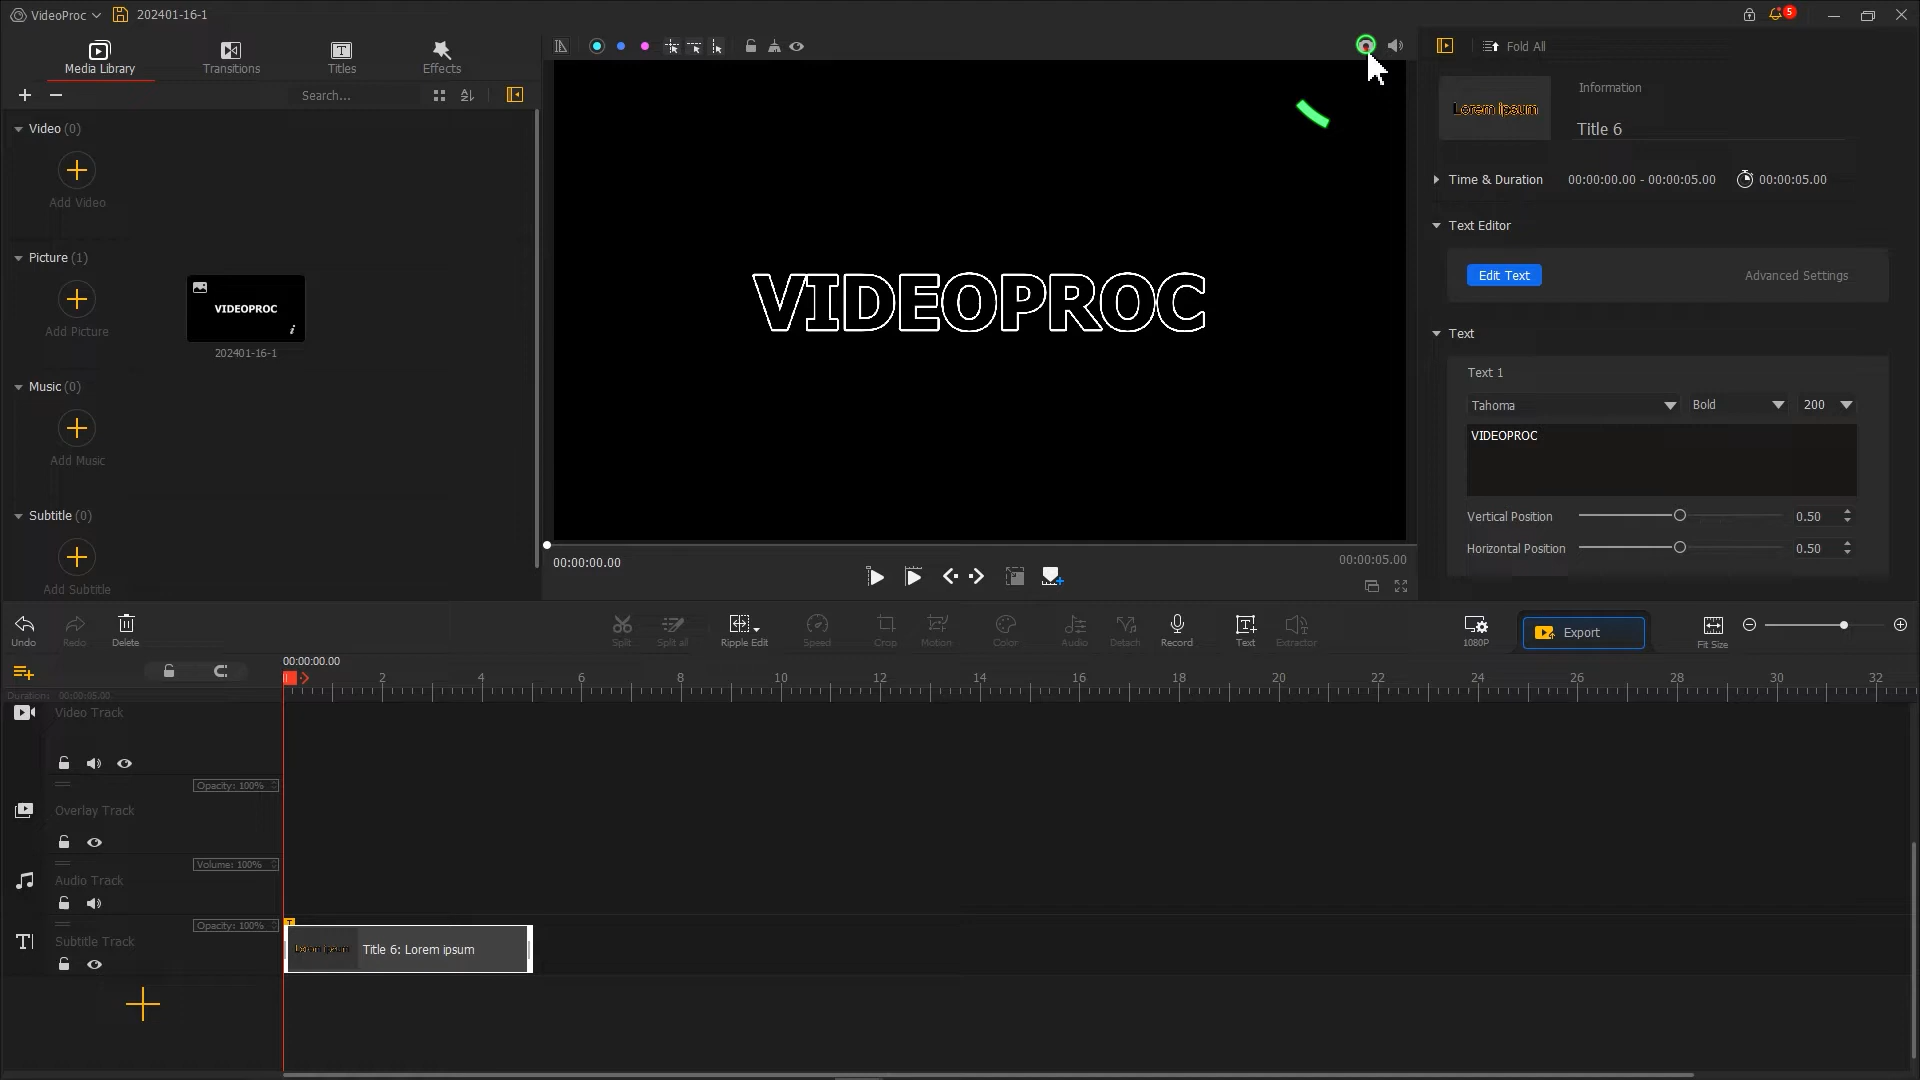 VideoProc
202401-16-1
5
Media Library
Transitions
Titles
Effects
Search...
Video (0)
Add Video
Picture (1)
Add Picture
VIDEOPROC
202401-16-1
Music (0)
Add Music
Subtitle (0)
Add Subtitle
VIDEOPROC
00:00:00.00
00:00:05.00
Fold All
Lorem ipsum
Information
Title 6
Time & Duration
00:00:00.00 - 00:00:05.00
00:00:05.00
Text Editor
Edit Text
Advanced Settings
Text
Text 1
Tahoma
Bold
200
VIDEOPROC
Vertical Position
0.50
Horizontal Position
0.50
Undo
Redo
Delete
Split
Split all
Ripple Edit
Speed
Crop
Motion
Color
Audio
Detach
Record
Text
Extractor
1080P
Export
Fit Size
00:00:00.00
2 4 6 8 10 12 14 16 18 20 22 24 26 28 30 32
Duration: 00:00:05.00
Video Track
Opacity: 100%
Overlay Track
Volume: 100%
Audio Track
Opacity: 100%
Subtitle Track
Lorem ipsum
Title 6: Lorem ipsum